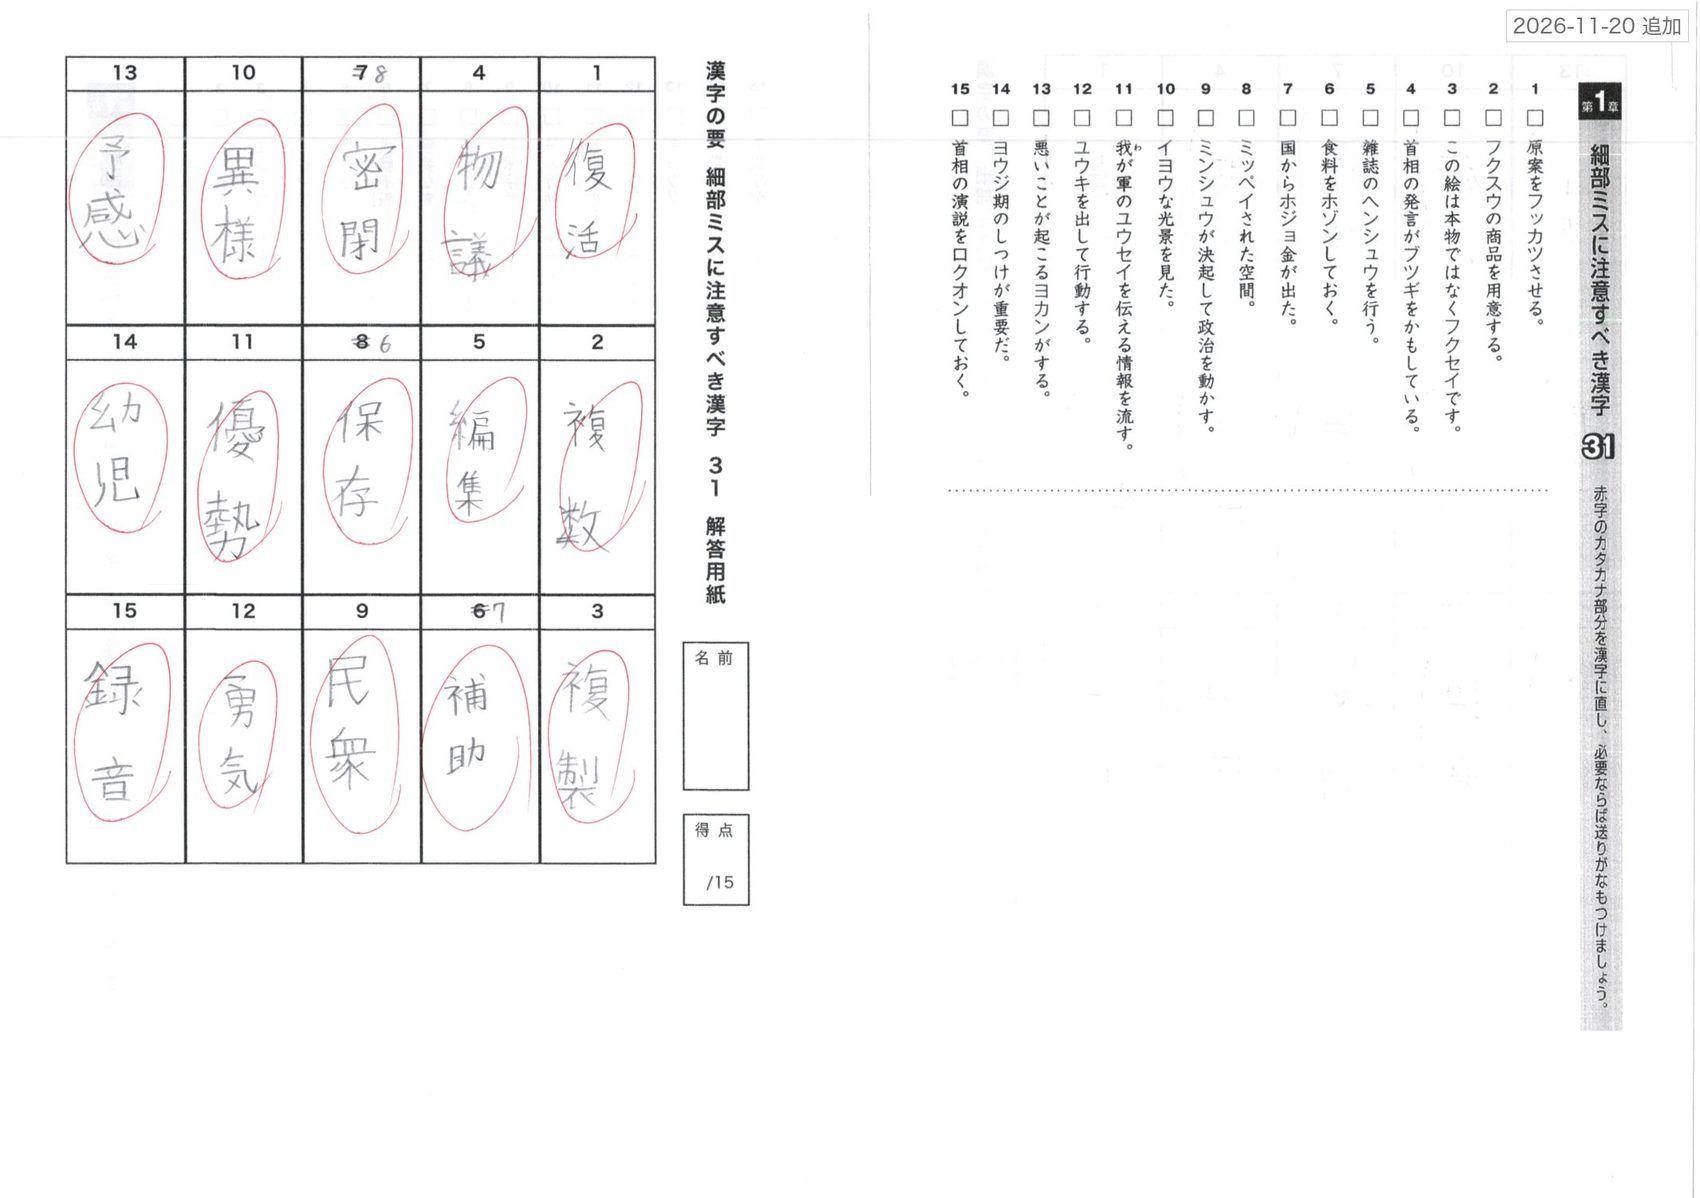 2026-11-20 追加
第1章 細部ミスに注意すべき漢字 31 赤字のカタカナ部分を漢字に直し、必要ならば送りがなもつけましょう。
1 □ 原案をフッカツさせる。
2 □ フクスウの商品を用意する。
3 □ この絵は本物ではなくフクセイです。
4 □ 首相の発言がブツギをかもしている。
5 □ 雑誌のヘンシュウを行う。
6 □ 食料をホゾンしておく。
7 □ 国からホジョ金が出た。
8 □ ミッペイされた空間。
9 □ ミンシュウが決起して政治を動かす。
10 □ イヨウな光景を見た。
11 □ 我が軍のユウセイを伝える情報を流す。
わ
12 □ ユウキを出して行動する。
13 □ 悪いことが起こるヨカンがする。
14 □ ヨウジ期のしつけが重要だ。
15 □ 首相の演説をロクオンしておく。
漢字の要 細部ミスに注意すべき漢字 31 解答用紙
名前
得点
/15
1
復活
2
複数
3
複製
4
物議
5
編集
6 7
補助
7 8
密閉
8 6
保存
9
民衆
10
異様
11
優勢
12
勇気
13
予感
14
幼児
15
録音